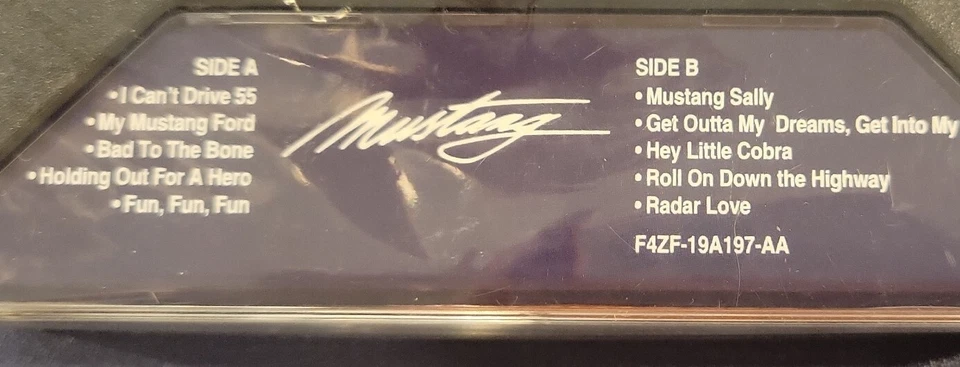 SIDE A
•I Can't Drive 55
•My Mustang Ford
•Bad To The Bone
•Holding Out For A Hero
•Fun, Fun, Fun
Mustang
SIDE B
•Mustang Sally
•Get Outta My Dreams, Get Into My
•Hey Little Cobra
•Roll On Down the Highway
•Radar Love
F4ZF-19A197-AA